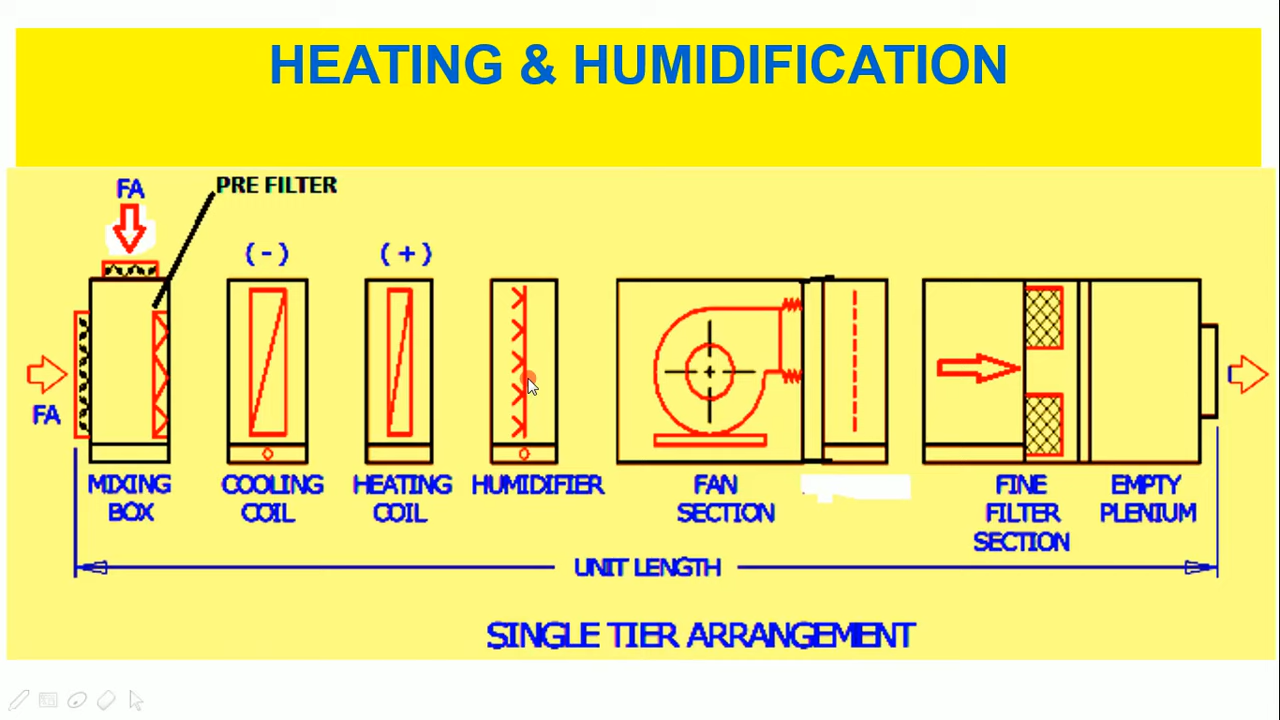 HEATING & HUMIDIFICATION
FA
PRE FILTER
(-)
(+)
FA
MIXING
BOX
COOLING
COIL
HEATING
COIL
HUMIDIFIER
FAN
SECTION
FINE
FILTER
SECTION
EMPTY
PLENIUM
UNIT LENGTH
SINGLE TIER ARRANGEMENT